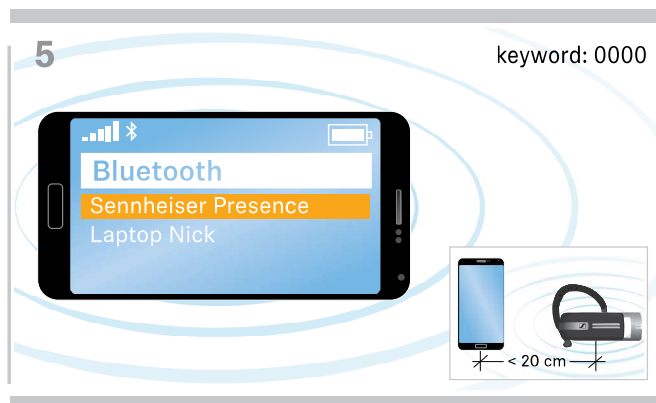 5
keyword: 0000
Bluetooth
Sennheiser Presence
Laptop Nick
< 20 cm